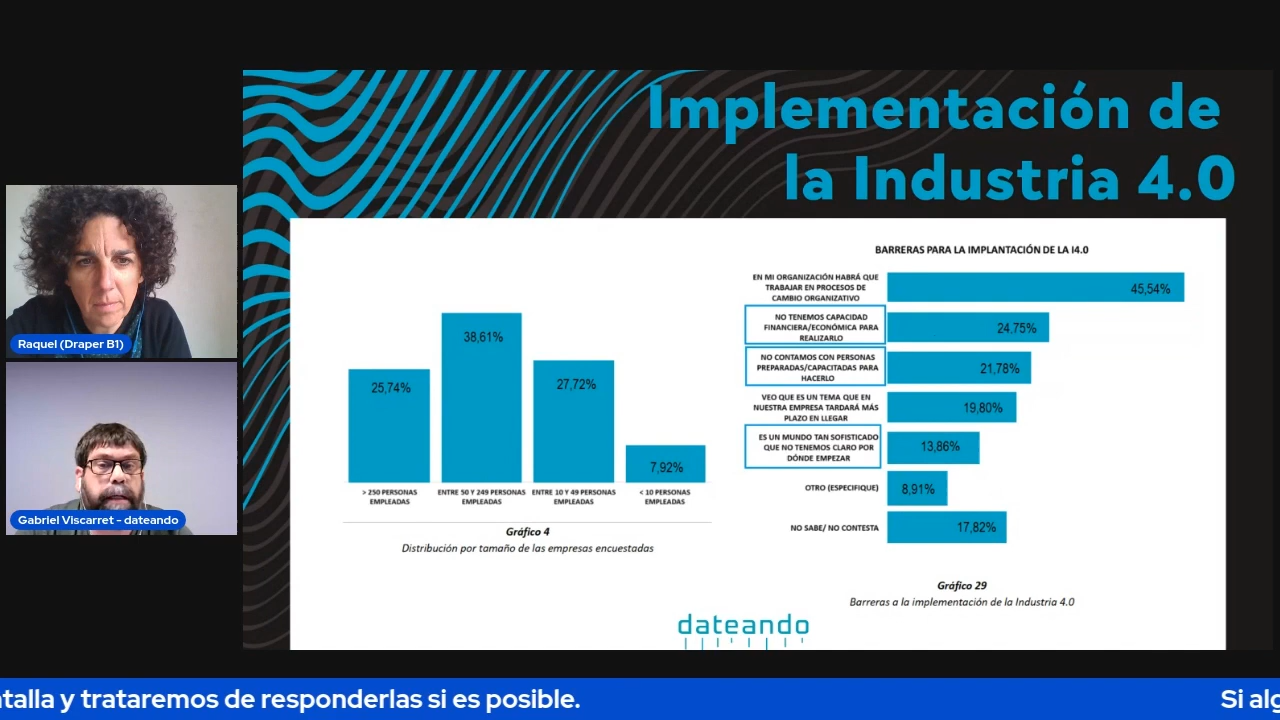 Implementación de
la Industria 4.0
Raquel (Draper B1)
Gabriel Viscarret - dateando
25,74%
38,61%
27,72%
7,92%
> 250 PERSONAS
EMPLEADAS
ENTRE 50 Y 249 PERSONAS
EMPLEADAS
ENTRE 10 Y 49 PERSONAS
EMPLEADAS
< 10 PERSONAS
EMPLEADAS
Gráfico 4
Distribución por tamaño de las empresas encuestadas
BARRERAS PARA LA IMPLANTACIÓN DE LA I4.0
EN MI ORGANIZACIÓN HABRÁ QUE
TRABAJAR EN PROCESOS DE
CAMBIO ORGANIZATIVO
45,54%
NO TENEMOS CAPACIDAD
FINANCIERA/ECONÓMICA PARA
REALIZARLO
24,75%
NO CONTAMOS CON PERSONAS
PREPARADAS/CAPACITADAS PARA
HACERLO
21,78%
VEO QUE ES UN TEMA QUE EN
NUESTRA EMPRESA TARDARÁ MÁS
PLAZO EN LLEGAR
19,80%
ES UN MUNDO TAN SOFISTICADO
QUE NO TENEMOS CLARO POR
DÓNDE EMPEZAR
13,86%
OTRO (ESPECIFIQUE)
8,91%
NO SABE/ NO CONTESTA
17,82%
Gráfico 29
Barreras a la implementación de la Industria 4.0
dateando
talla y trataremos de responderlas si es posible.
Si alg